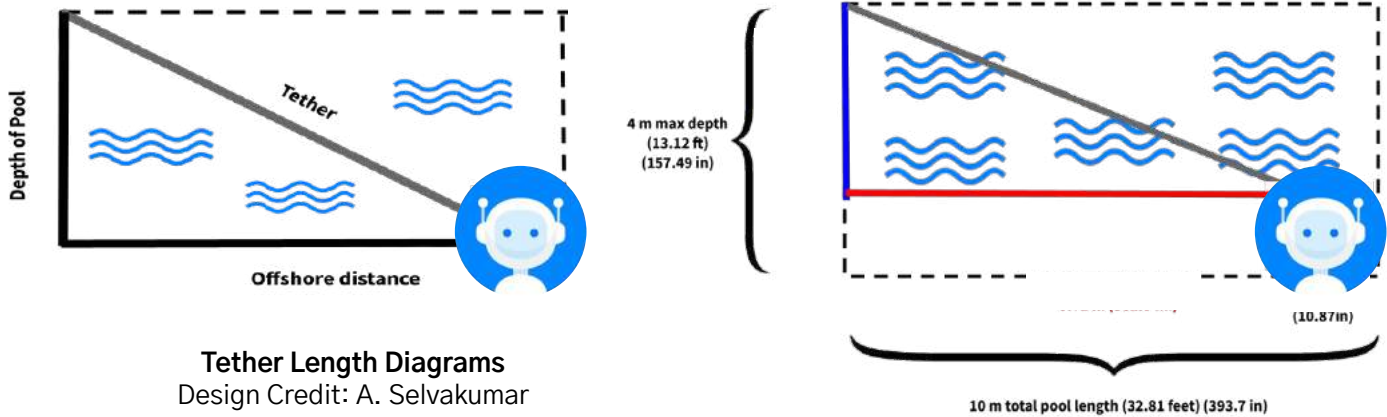 Depth of Pool
Tether
Offshore distance
Tether Length Diagrams
Design Credit: A. Selvakumar
4 m max depth
(13.12 ft)
(157.49 in)
(10.87in)
10 m total pool length (32.81 feet) (393.7 in)